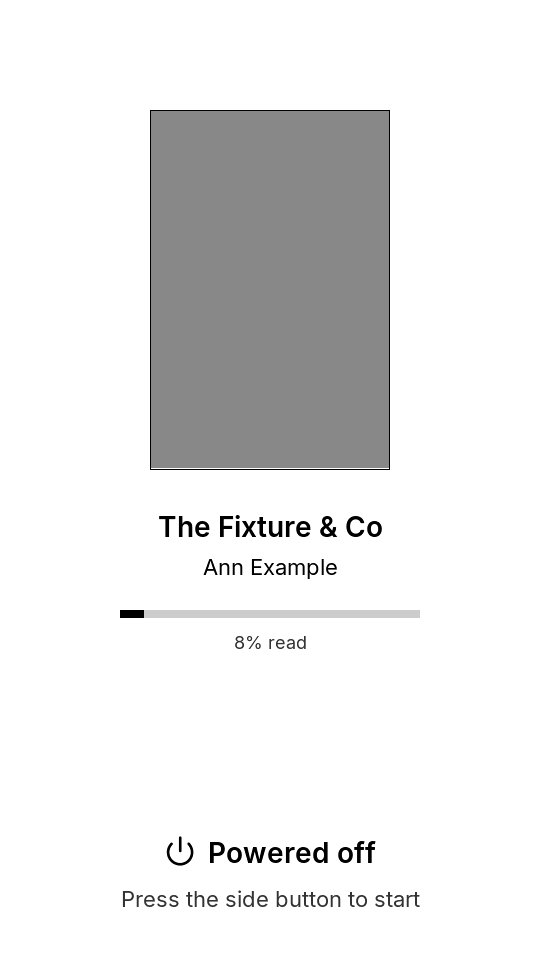 The Fixture & Co
Ann Example
8% read
Powered off
Press the side button to start